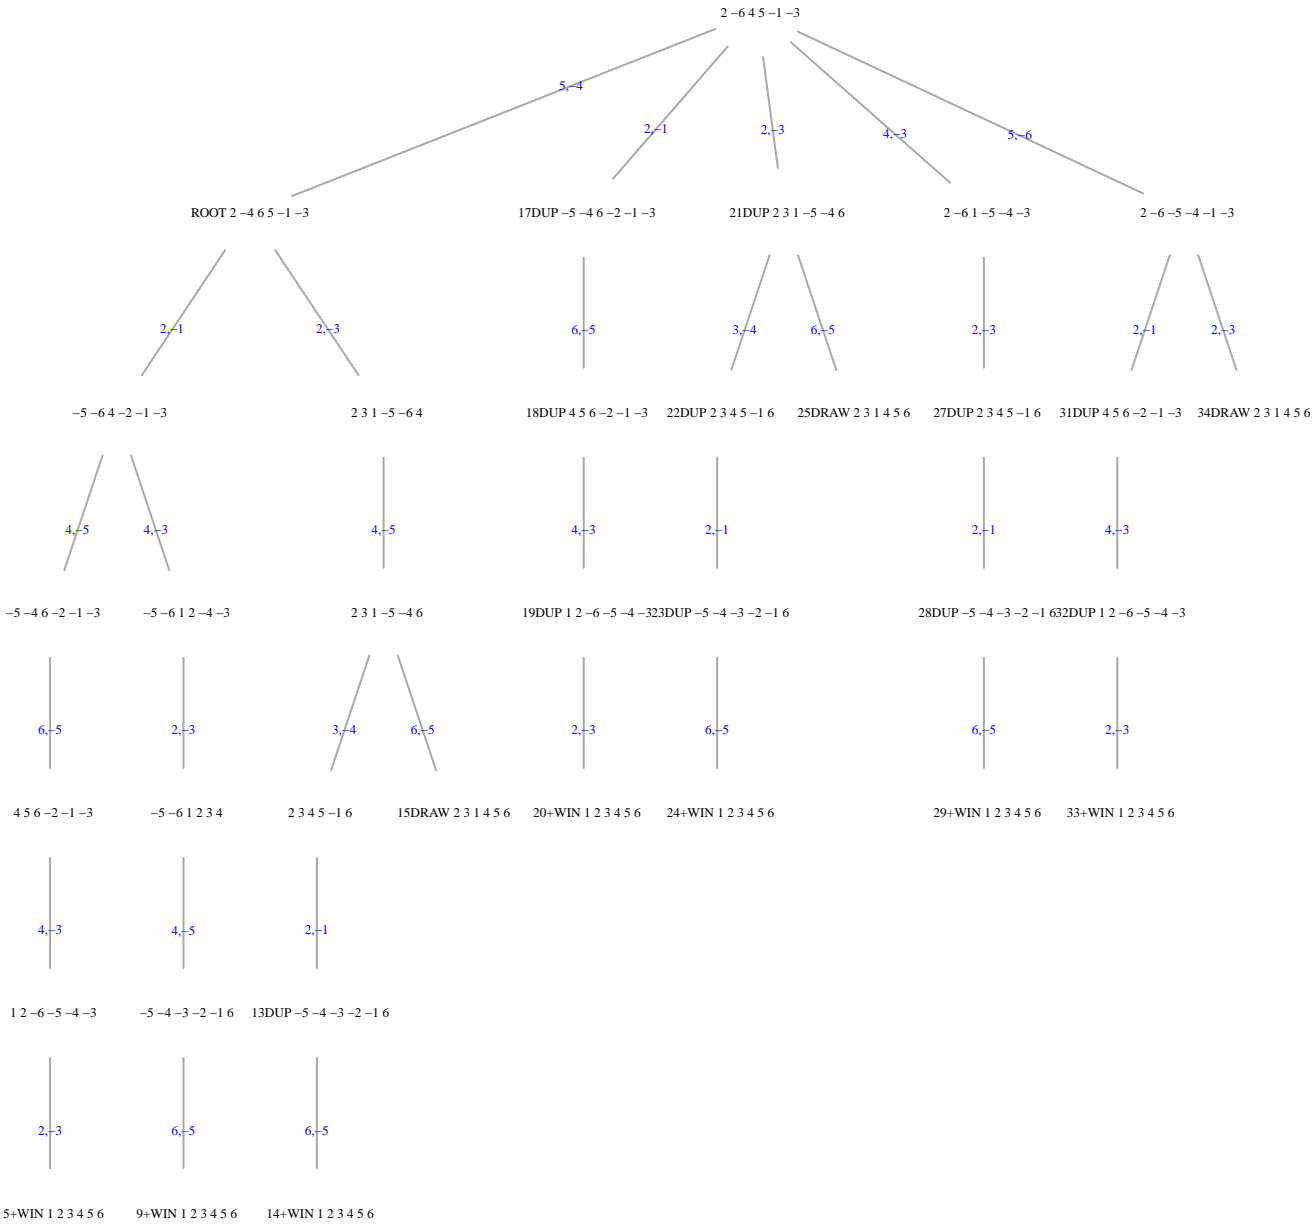 2 −6 4 5 −1 −3
5,−4
2,−1
2,−3
4,−3
5,−6
ROOT 2 −4 6 5 −1 −3
17DUP −5 −4 6 −2 −1 −3
21DUP 2 3 1 −5 −4 6
2 −6 1 −5 −4 −3
2 −6 −5 −4 −1 −3
2,−1
2,−3
6,−5
3,−4
6,−5
2,−3
2,−1
2,−3
−5 −6 4 −2 −1 −3
2 3 1 −5 −6 4
18DUP 4 5 6 −2 −1 −3
22DUP 2 3 4 5 −1 6
25DRAW 2 3 1 4 5 6
27DUP 2 3 4 5 −1 6
31DUP 4 5 6 −2 −1 −3
34DRAW 2 3 1 4 5 6
4,−5
4,−3
4,−5
4,−3
2,−1
2,−1
4,−3
−5 −4 6 −2 −1 −3
−5 −6 1 2 −4 −3
2 3 1 −5 −4 6
19DUP 1 2 −6 −5 −4 −3
23DUP −5 −4 −3 −2 −1 6
28DUP −5 −4 −3 −2 −1 6
32DUP 1 2 −6 −5 −4 −3
6,−5
2,−3
3,−4
6,−5
2,−3
6,−5
6,−5
2,−3
4 5 6 −2 −1 −3
−5 −6 1 2 3 4
2 3 4 5 −1 6
15DRAW 2 3 1 4 5 6
20+WIN 1 2 3 4 5 6
24+WIN 1 2 3 4 5 6
29+WIN 1 2 3 4 5 6
33+WIN 1 2 3 4 5 6
4,−3
4,−5
2,−1
1 2 −6 −5 −4 −3
−5 −4 −3 −2 −1 6
13DUP −5 −4 −3 −2 −1 6
2,−3
6,−5
6,−5
5+WIN 1 2 3 4 5 6
9+WIN 1 2 3 4 5 6
14+WIN 1 2 3 4 5 6